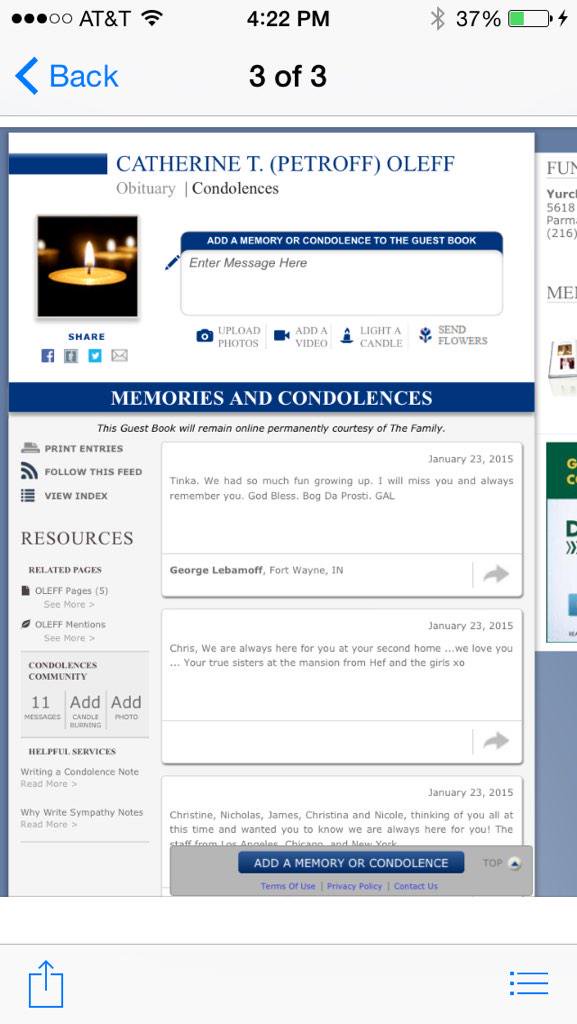 AT&T 4:22 PM 37%
Back 3 of 3
CATHERINE T. (PETROFF) OLEFF
Obituary | Condolences
ADD A MEMORY OR CONDOLENCE TO THE GUEST BOOK
Enter Message Here
UPLOAD PHOTOS
ADD A VIDEO
LIGHT A CANDLE
SEND FLOWERS
SHARE
MEMORIES AND CONDOLENCES
This Guest Book will remain online permanently courtesy of The Family.
PRINT ENTRIES
FOLLOW THIS FEED
VIEW INDEX
RESOURCES
RELATED PAGES
OLEFF Pages (5)
See More >
OLEFF Mentions
See More >
CONDOLENCES
COMMUNITY
11 Add Add
MESSAGES CANDLE BURNING PHOTO
HELPFUL SERVICES
Writing a Condolence Note
Read More >
Why Write Sympathy Notes
Read More >
January 23, 2015
Tinka. We had so much fun growing up. I will miss you and always
remember you. God Bless. Bog Da Prosti. GAL
George Lebamoff, Fort Wayne, IN
January 23, 2015
Chris, We are always here for you at your second home ...we love you
... Your true sisters at the mansion from Hef and the girls xo
January 23, 2015
Christine, Nicholas, James, Christina and Nicole, thinking of you all at
this time and wanted you to know we are always here for you! The
staff from Los Angeles, Chicago, and New York
ADD A MEMORY OR CONDOLENCE
TOP
Terms Of Use | Privacy Policy | Contact Us
FUN
Yurc
5618
Parm
(216)
ME
G
C
D